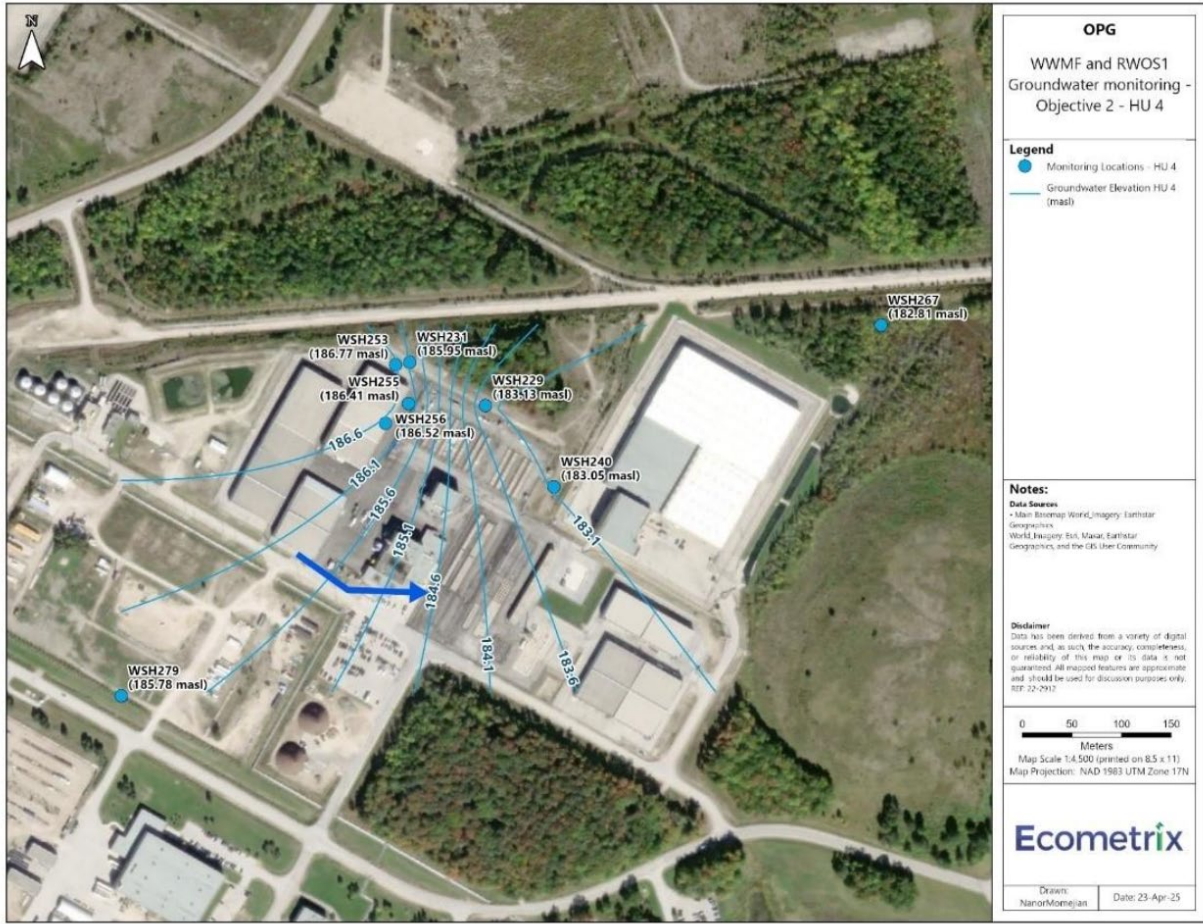 N
WSH267
(182.81 masl)
WSH253
(186.77 masl)
WSH231
(185.95 masl)
WSH255
(186.41 masl)
WSH229
(183.13 masl)
WSH256
(186.52 masl)
186.6
186.1
185.6
185.1
184.6
184.1
183.6
183.1
WSH240
(183.05 masl)
WSH279
(185.78 masl)
OPG
WWMF and RWOS1
Groundwater monitoring -
Objective 2 - HU 4
Legend
Monitoring Locations - HU 4
Groundwater Elevation HU 4
(masl)
Notes:
Data Sources
• Main Basemap World_Imagery: Earthstar
Geographics
World_Imagery: Esri, Maxar, Earthstar
Geographics, and the GIS User Community
Disclaimer
Data has been derived from a variety of digital
sources and, as such, the accuracy, completeness,
or reliability of this map or its data is not
guaranteed. All mapped features are approximate
and should be used for discussion purposes only.
REF: 22-2912
0 50 100 150
Meters
Map Scale 1:4,500 (printed on 8.5 x 11)
Map Projection: NAD 1983 UTM Zone 17N
Ecometrix
Drawn:
NanorMomejian
Date: 23-Apr-25